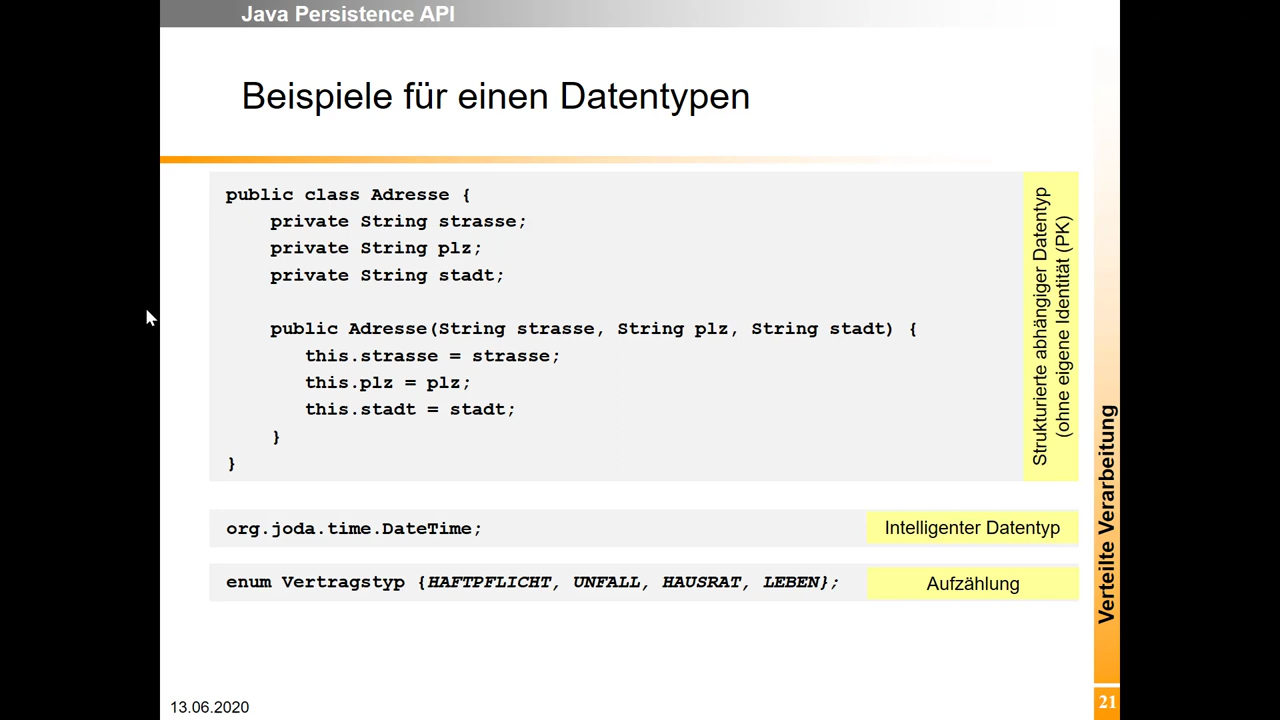 Java Persistence API
Beispiele für einen Datentypen
public class Adresse {
private String strasse;
private String plz;
private String stadt;
public Adresse(String strasse, String plz, String stadt) {
this.strasse = strasse;
this.plz = plz;
this.stadt = stadt;
}
}
Strukturierte abhängiger Datentyp
(ohne eigene Identität (PK)
org.joda.time.DateTime;
Intelligenter Datentyp
enum Vertragstyp {HAFTPFLICHT, UNFALL, HAUSRAT, LEBEN};
Aufzählung
Verteilte Verarbeitung
13.06.2020
21